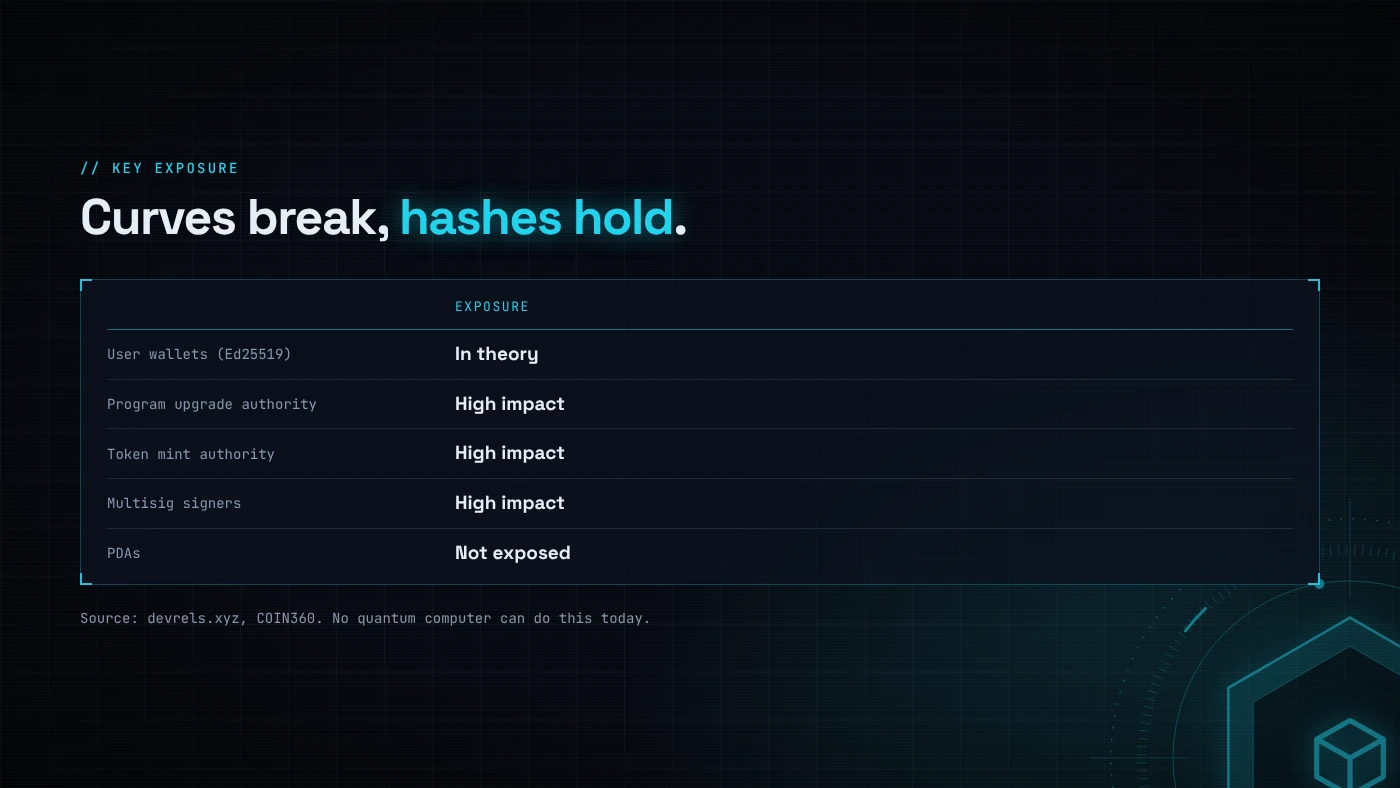 // KEY EXPOSURE
Curves break, hashes hold.
EXPOSURE
User wallets (Ed25519) In theory
Program upgrade authority High impact
Token mint authority High impact
Multisig signers High impact
PDAs Not exposed
Source: devrels.xyz, COIN360. No quantum computer can do this today.